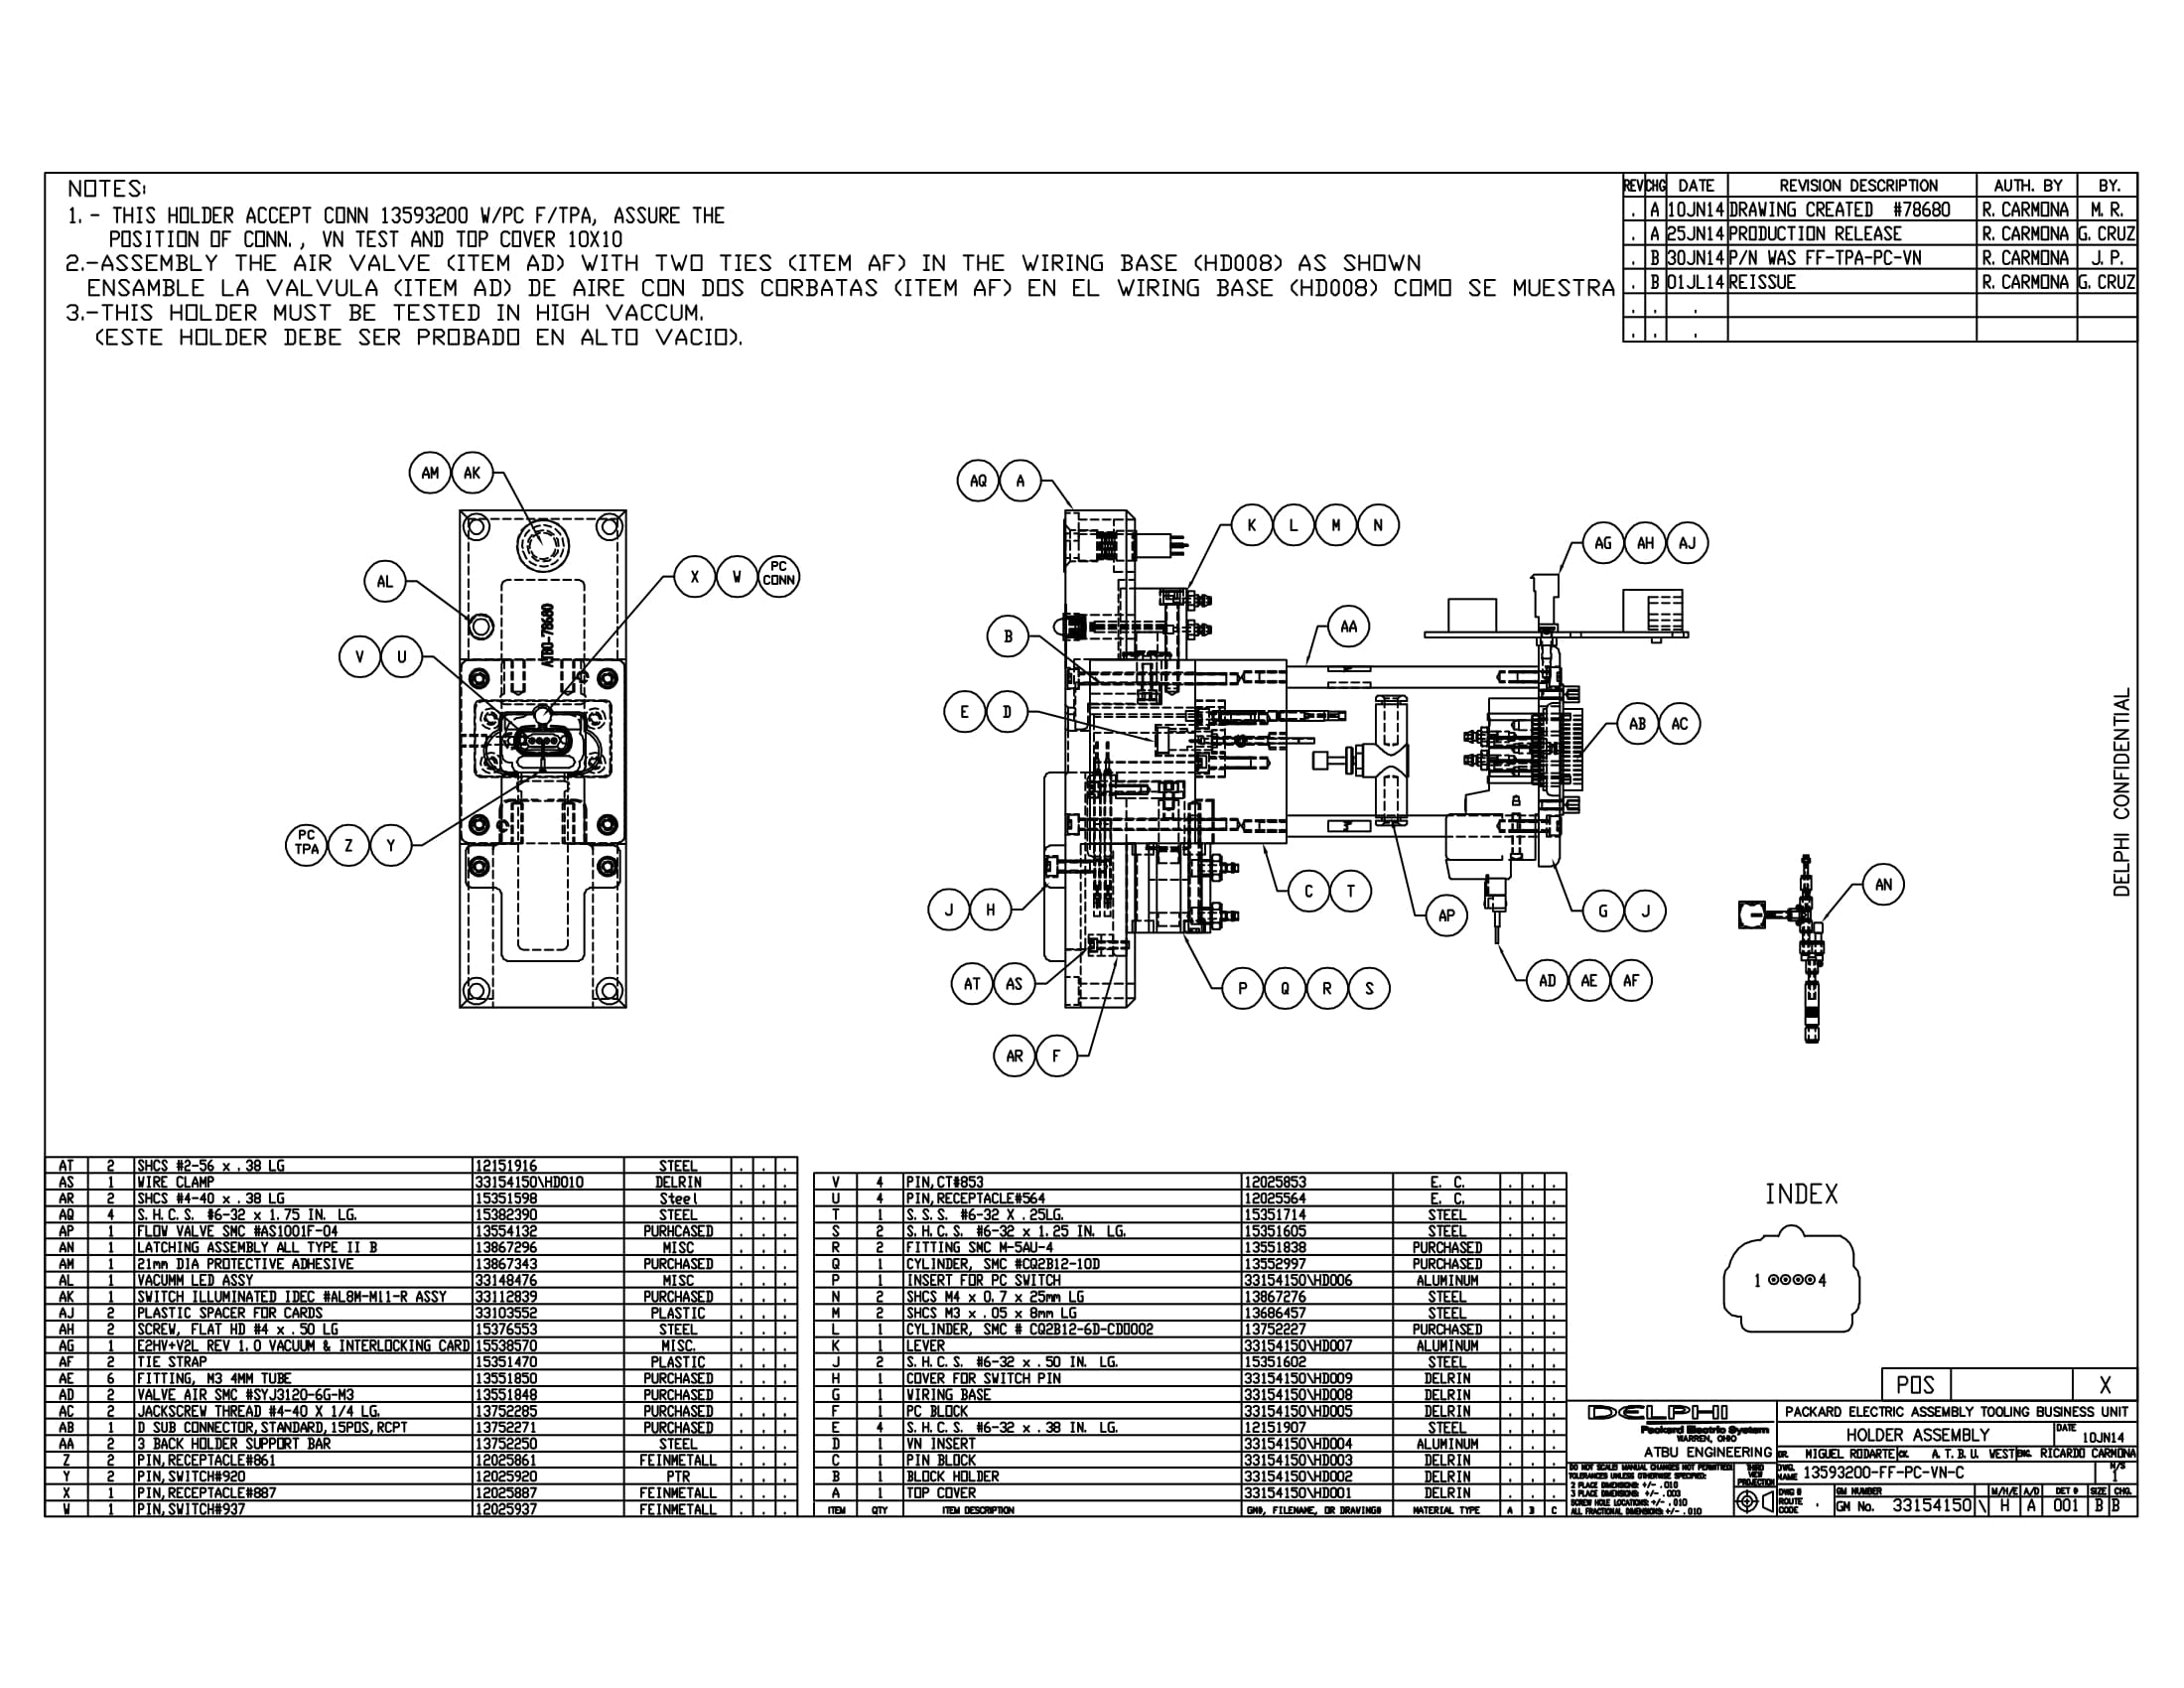 NOTES:
1.- THIS HOLDER ACCEPT CONN 13593200 W/PC F/TPA, ASSURE THE
POSITION OF CONN., VN TEST AND TOP COVER 10X10
2.-ASSEMBLY THE AIR VALVE (ITEM AD) WITH TWO TIES (ITEM AF) IN THE WIRING BASE (HD008) AS SHOWN
ENSAMBLE LA VALVULA (ITEM AD) DE AIRE CON DOS CORBATAS (ITEM AF) EN EL WIRING BASE (HD008) COMO SE MUESTRA
3.-THIS HOLDER MUST BE TESTED IN HIGH VACCUM.
(ESTE HOLDER DEBE SER PROBADO EN ALTO VACIO).
REV CHG DATE REVISION DESCRIPTION AUTH. BY BY.
. A 10JN14 DRAWING CREATED #78680 R. CARMONA M. R.
. A 25JN14 PRODUCTION RELEASE R. CARMONA G. CRUZ
. B 30JN14 P/N WAS FF-TPA-PC-VN R. CARMONA J. P.
. B 01JL14 REISSUE R. CARMONA G. CRUZ
. . .
. . .
AM AK
AL
X W PC CONN
V U
ATBO-78680
PC TPA Z Y
AQ A
K L M N
AG AH AJ
B
AA
E D
AB AC
J H
C T
AP
G J
AN
AT AS
P Q R S
AD AE AF
AR F
DELPHI CONFIDENTIAL
AT 2 SHCS #2-56 x .38 LG 12151916 STEEL . . .
AS 1 WIRE CLAMP 33154150\HD010 DELRIN . . .
AR 2 SHCS #4-40 x .38 LG 15351598 Steel . . .
AQ 4 S.H.C.S. #6-32 x 1.75 IN. LG. 15382390 STEEL . . .
AP 1 FLOW VALVE SMC #AS1001F-04 13554132 PURHCASED . . .
AN 1 LATCHING ASSEMBLY ALL TYPE II B 13867296 MISC . . .
AM 1 21mm DIA PROTECTIVE ADHESIVE 13867343 PURCHASED . . .
AL 1 VACUMM LED ASSY 33148476 MISC . . .
AK 1 SWITCH ILLUMINATED IDEC #AL8M-M11-R ASSY 33112839 PURCHASED . . .
AJ 2 PLASTIC SPACER FOR CARDS 33103552 PLASTIC . . .
AH 2 SCREW, FLAT HD #4 x .50 LG 15376553 STEEL . . .
AG 1 E2HV+V2L REV 1.0 VACUUM & INTERLOCKING CARD 15538570 MISC. . . .
AF 2 TIE STRAP 15351470 PLASTIC . . .
AE 6 FITTING, M3 4MM TUBE 13551850 PURCHASED . . .
AD 2 VALVE AIR SMC #SYJ3120-6G-M3 13551848 PURCHASED . . .
AC 2 JACKSCREW THREAD #4-40 X 1/4 LG. 13752285 PURCHASED . . .
AB 1 D SUB CONNECTOR,STANDARD,15POS,RCPT 13752271 PURCHASED . . .
AA 2 3 BACK HOLDER SUPPORT BAR 13752250 STEEL . . .
Z 2 PIN,RECEPTACLE#861 12025861 FEINMETALL . . .
Y 2 PIN,SWITCH#920 12025920 PTR . . .
X 1 PIN,RECEPTACLE#887 12025887 FEINMETALL . . .
W 1 PIN,SWITCH#937 12025937 FEINMETALL . . .
V 4 PIN,CT#853 12025853 E. C. . . .
U 4 PIN,RECEPTACLE#564 12025564 E. C. . . .
T 1 S.S.S. #6-32 X .25LG. 15351714 STEEL . . .
S 2 S.H.C.S. #6-32 x 1.25 IN. LG. 15351605 STEEL . . .
R 2 FITTING SMC M-5AU-4 13551838 PURCHASED . . .
Q 1 CYLINDER, SMC #CQ2B12-10D 13552997 PURCHASED . . .
P 1 INSERT FOR PC SWITCH 33154150\HD006 ALUMINUM . . .
N 2 SHCS M4 x 0.7 x 25mm LG 13867276 STEEL . . .
M 2 SHCS M3 x .05 x 8mm LG 13686457 STEEL . . .
L 1 CYLINDER, SMC # CQ2B12-6D-CD0002 13752227 PURCHASED . . .
K 1 LEVER 33154150\HD007 ALUMINUM . . .
J 2 S.H.C.S. #6-32 x .50 IN. LG. 15351602 STEEL . . .
H 1 COVER FOR SWITCH PIN 33154150\HD009 DELRIN . . .
G 1 WIRING BASE 33154150\HD008 DELRIN . . .
F 1 PC BLOCK 33154150\HD005 DELRIN . . .
E 4 S.H.C.S. #6-32 x .38 IN. LG. 12151907 STEEL . . .
D 1 VN INSERT 33154150\HD004 ALUMINUM . . .
C 1 PIN BLOCK 33154150\HD003 DELRIN . . .
B 1 BLOCK HOLDER 33154150\HD002 DELRIN . . .
A 1 TOP COVER 33154150\HD001 DELRIN . . .
ITEM QTY ITEM DESCRIPTION GM#, FILENAME, OR DRAWING# MATERIAL TYPE A B C
INDEX
1 4
POS X
DELPHI
Packard Electric System
WARREN, OHIO
ATBU ENGINEERING
PACKARD ELECTRIC ASSEMBLY TOOLING BUSINESS UNIT
HOLDER ASSEMBLY DATE 10JN14
DR. MIGUEL RODARTE CK. A.T.B.U. WEST ENG. RICARDO CARMONA
DO NOT SCALE MANUAL CHANGES NOT PERMITTED
TOLERANCES UNLESS OTHERWISE SPECIFIED:
2 PLACE DIMENSIONS: +/- .010
3 PLACE DIMENSIONS: +/- .003
SCREW HOLE LOCATIONS: +/- .010
ALL FRACTIONAL DIMENSIONS: +/- .010
THIRD VIEW PROJECTION
DWG. NAME 13593200-FF-PC-VN-C
DWG # ROUTE CODE .
GM NUMBER M/H/E A/D DET # SIZE CHG.
GM No. 33154150 \ H A 001 B B